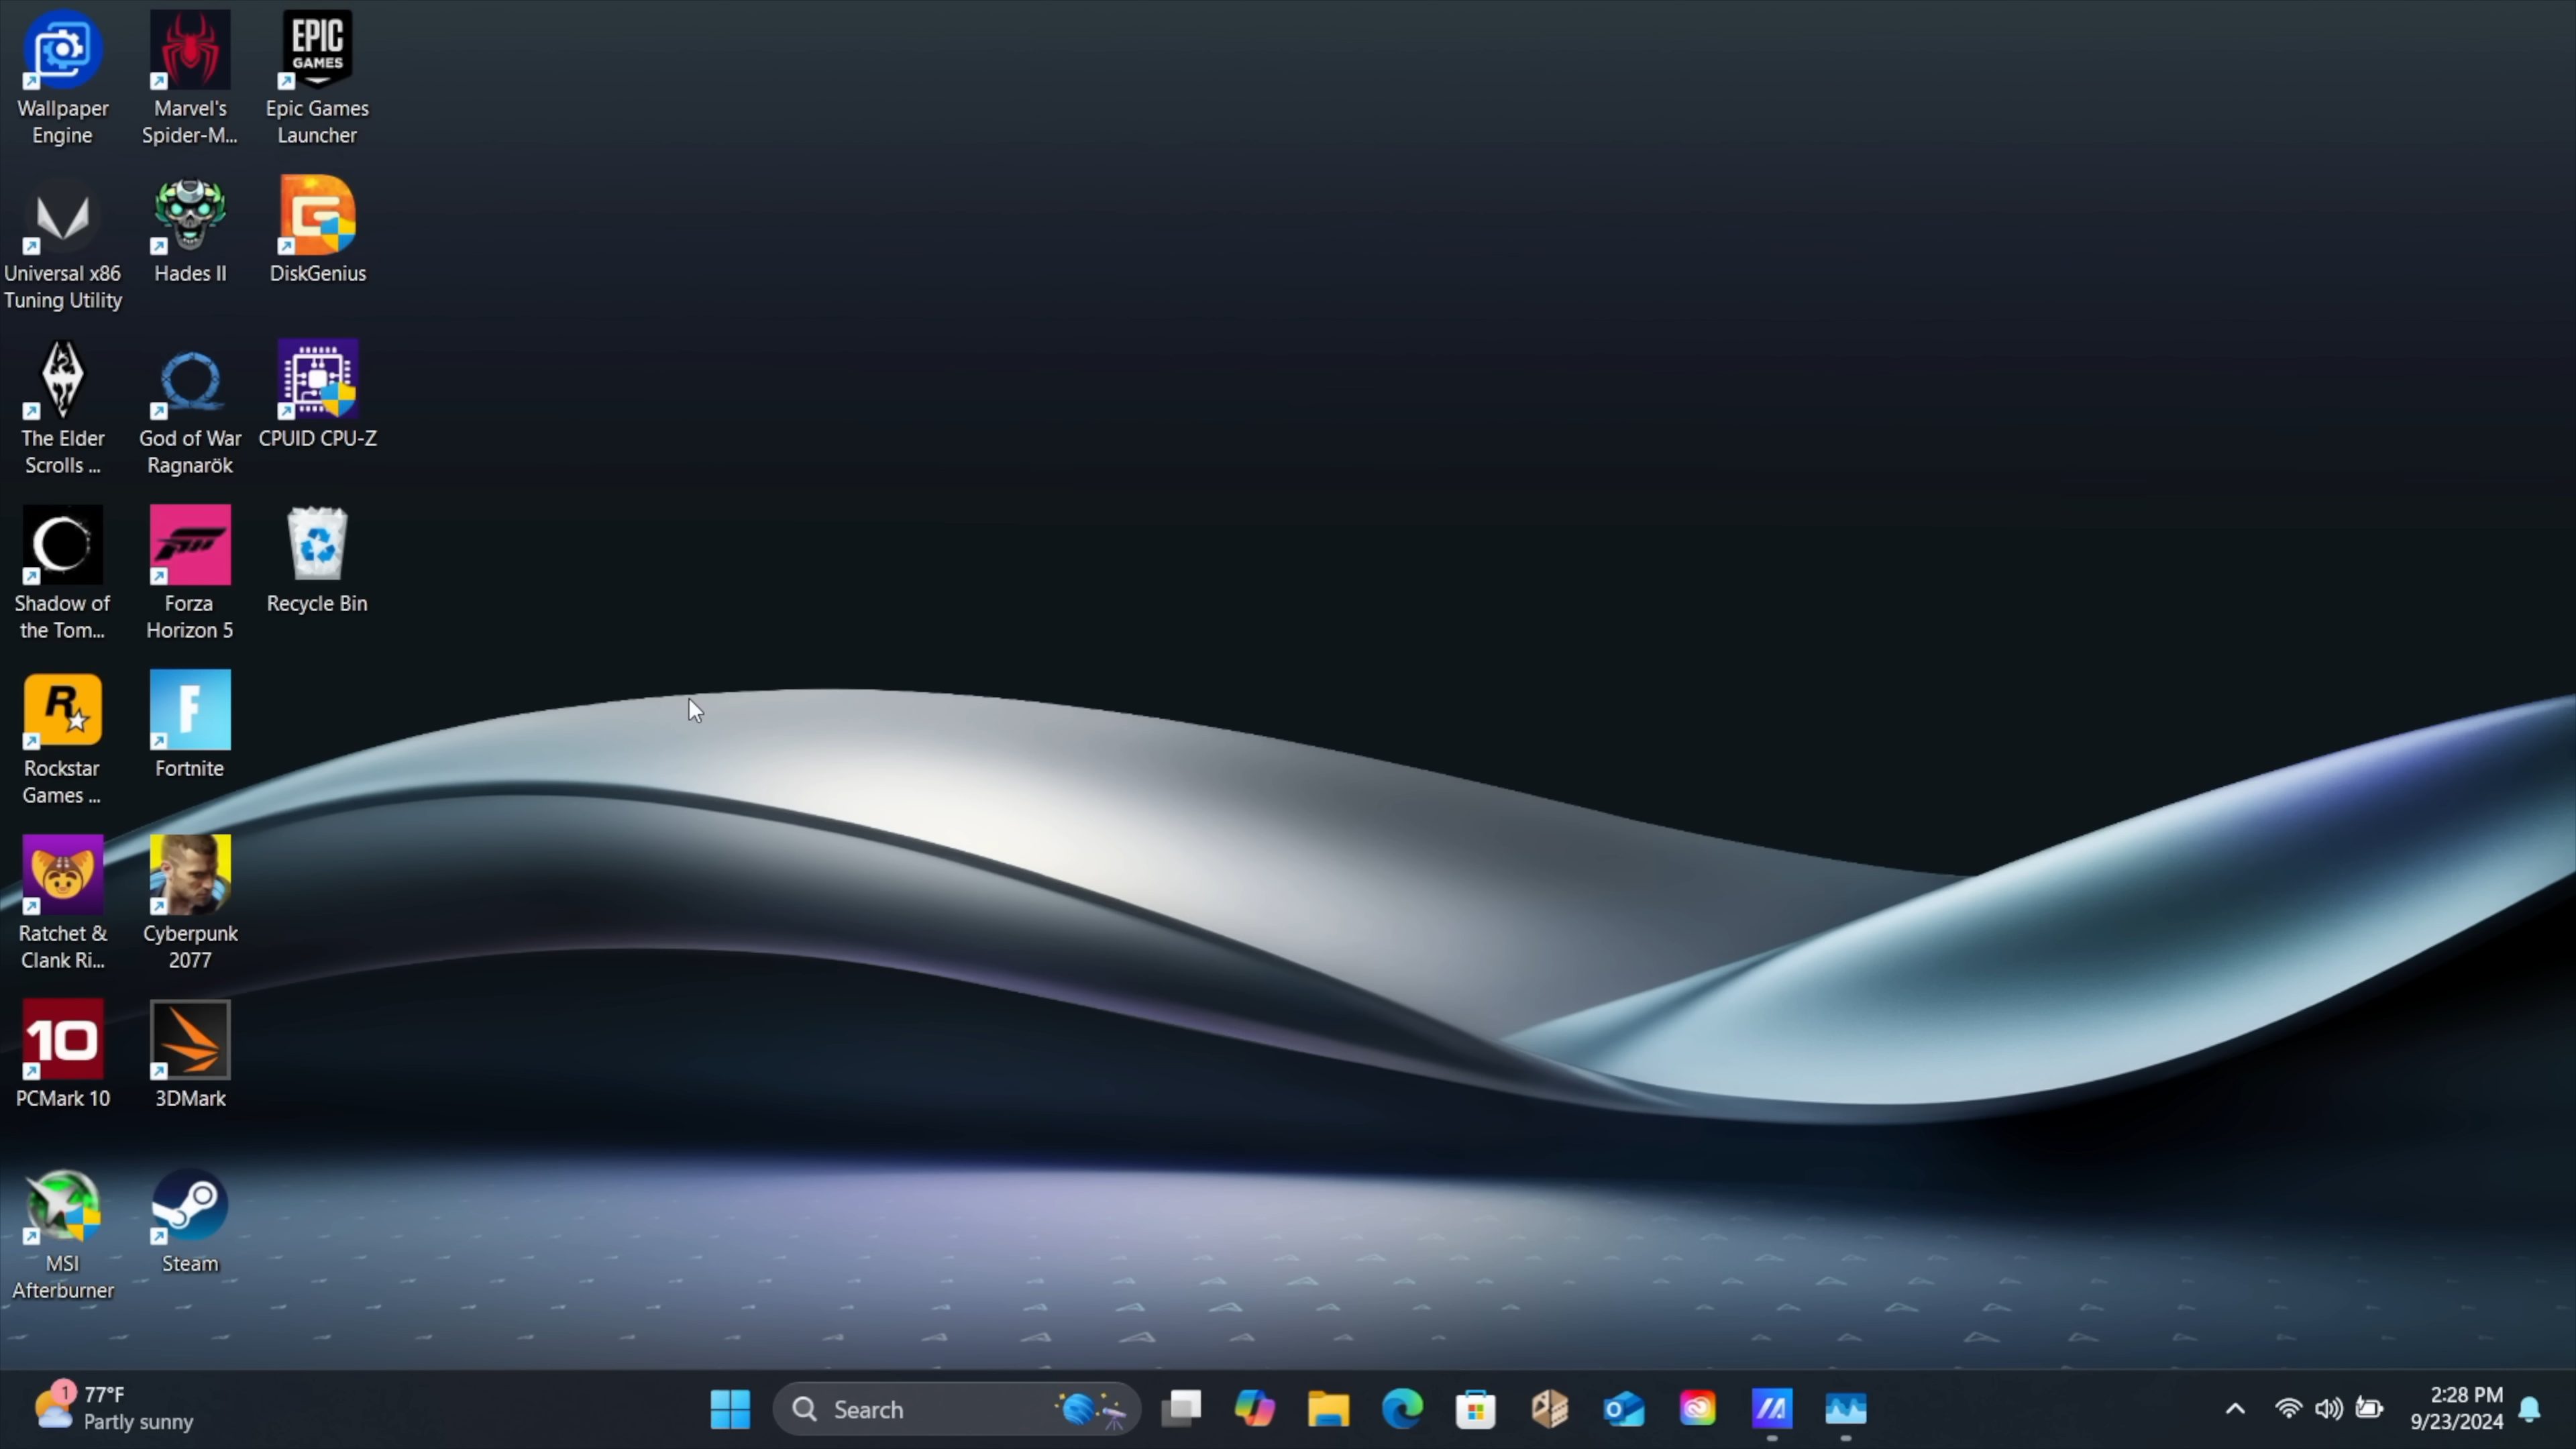 Wallpaper
Engine
Marvel's
Spider-M...
EPIC
GAMES
Epic Games
Launcher
Universal x86
Tuning Utility
Hades II
DiskGenius
The Elder
Scrolls ...
God of War
Ragnarök
CPUID CPU-Z
Shadow of
the Tom...
Forza
Horizon 5
Recycle Bin
R
Rockstar
Games ...
F
Fortnite
Ratchet &
Clank Ri...
Cyberpunk
2077
10
PCMark 10
3DMark
MSI
Afterburner
Steam
1
77°F
Partly sunny
Search
2:28 PM
9/23/2024